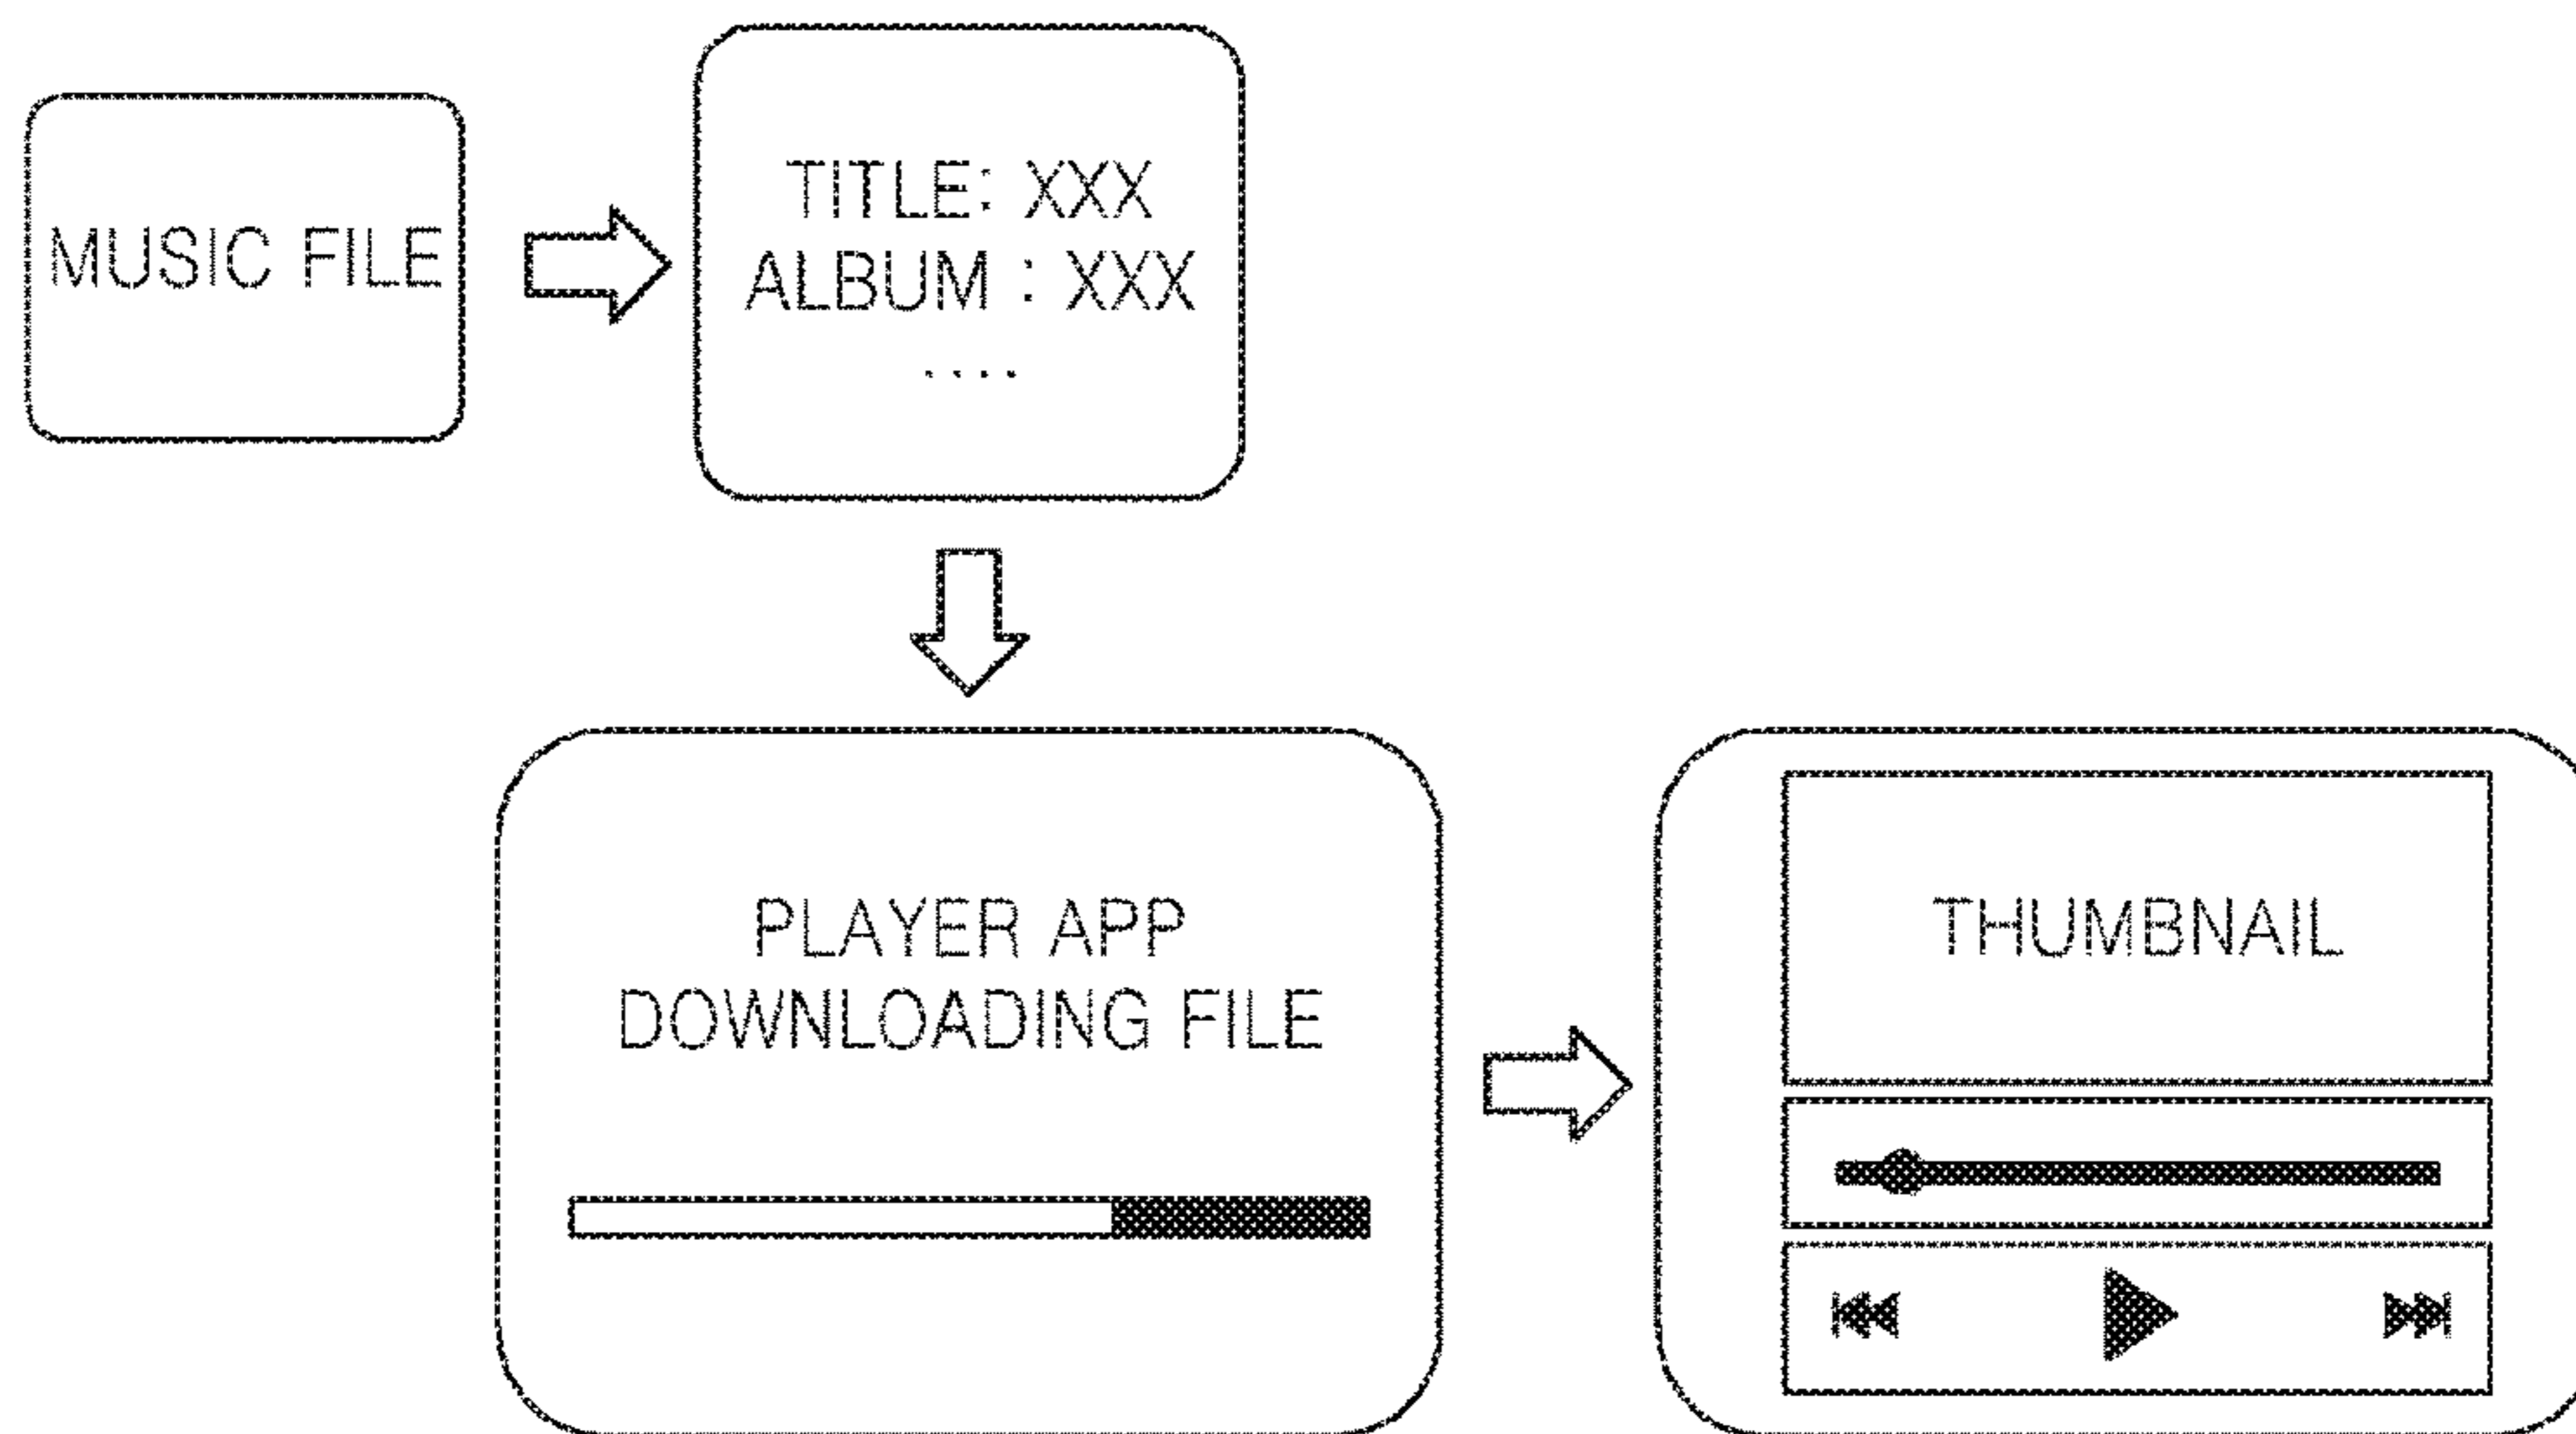 MUSIC FILE
TITLE: XXX
ALBUM : XXX
....
PLAYER APP
DOWNLOADING FILE
THUMBNAIL